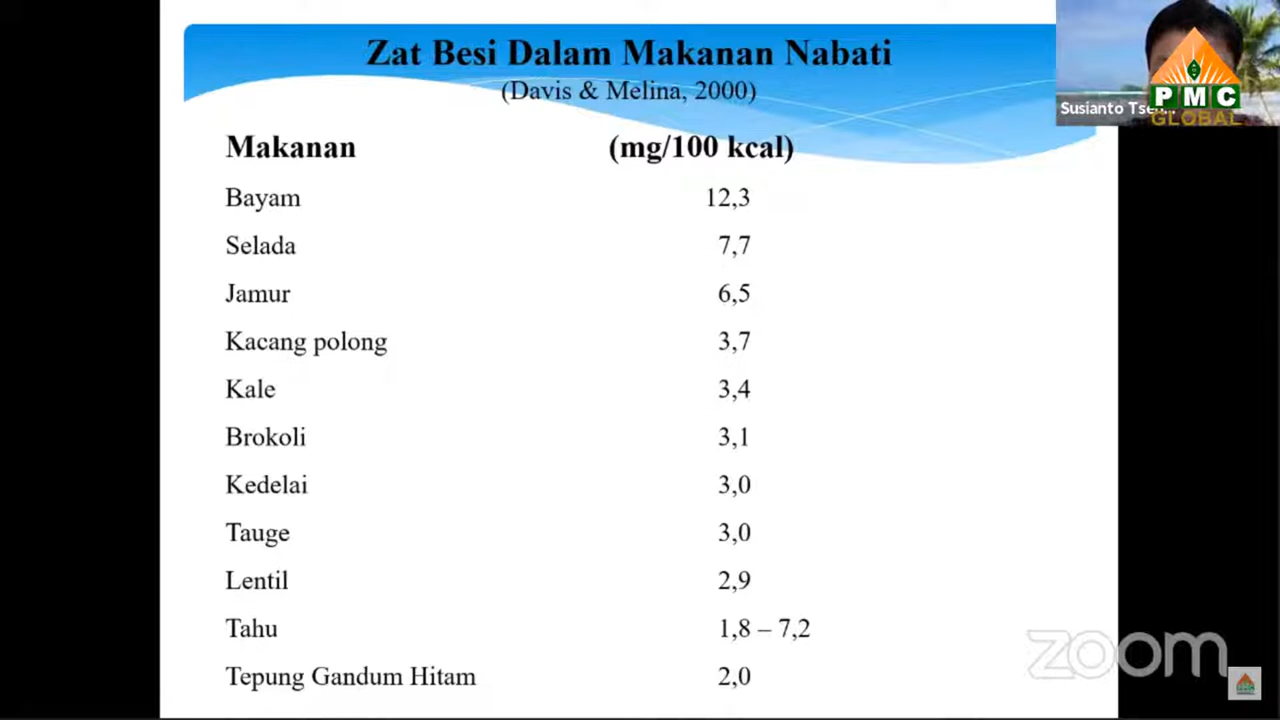 Zat Besi Dalam Makanan Nabati
(Davis & Melina, 2000)
Susianto
PMC
GLOBAL
Makanan (mg/100 kcal)
Bayam 12,3
Selada 7,7
Jamur 6,5
Kacang polong 3,7
Kale 3,4
Brokoli 3,1
Kedelai 3,0
Tauge 3,0
Lentil 2,9
Tahu 1,8 – 7,2
Tepung Gandum Hitam 2,0
zoom